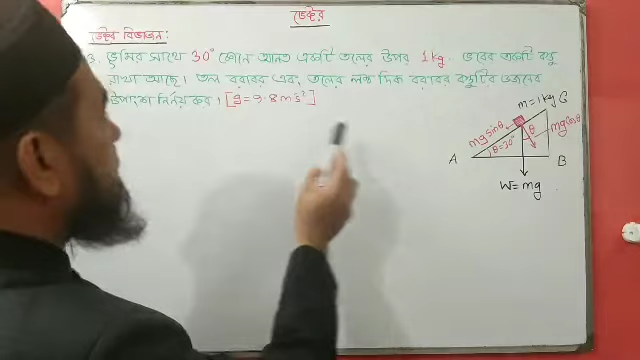 ভেক্টর
ভেক্টর বিভাজন:
3. ভূমির সাথে 30° কোণে আনত একটি তলের উপর 1 kg ভরের একটি বস্তু
রাখা আছে। তল বরাবর এবং তলের লম্ব দিক বরাবর বস্তুটির ওজনের
উপাংশ নির্ণয় কর। [g = 9.8 ms⁻²]
m = 1 kg C
mg sinθ θ mg cosθ
A θ = 30° B
W = mg